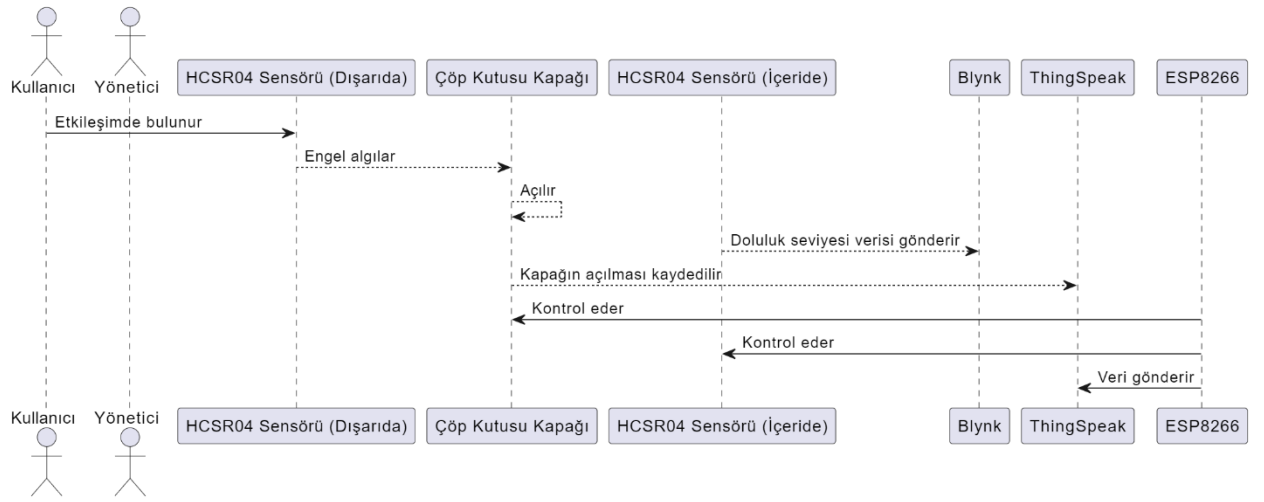 Kullanıcı
Yönetici
HCSR04 Sensörü (Dışarıda)
Çöp Kutusu Kapağı
HCSR04 Sensörü (İçeride)
Blynk
ThingSpeak
ESP8266
Etkileşimde bulunur
Engel algılar
Açılır
Doluluk seviyesi verisi gönderir
Kapağın açılması kaydedilir
Kontrol eder
Kontrol eder
Veri gönderir
Kullanıcı
Yönetici
HCSR04 Sensörü (Dışarıda)
Çöp Kutusu Kapağı
HCSR04 Sensörü (İçeride)
Blynk
ThingSpeak
ESP8266